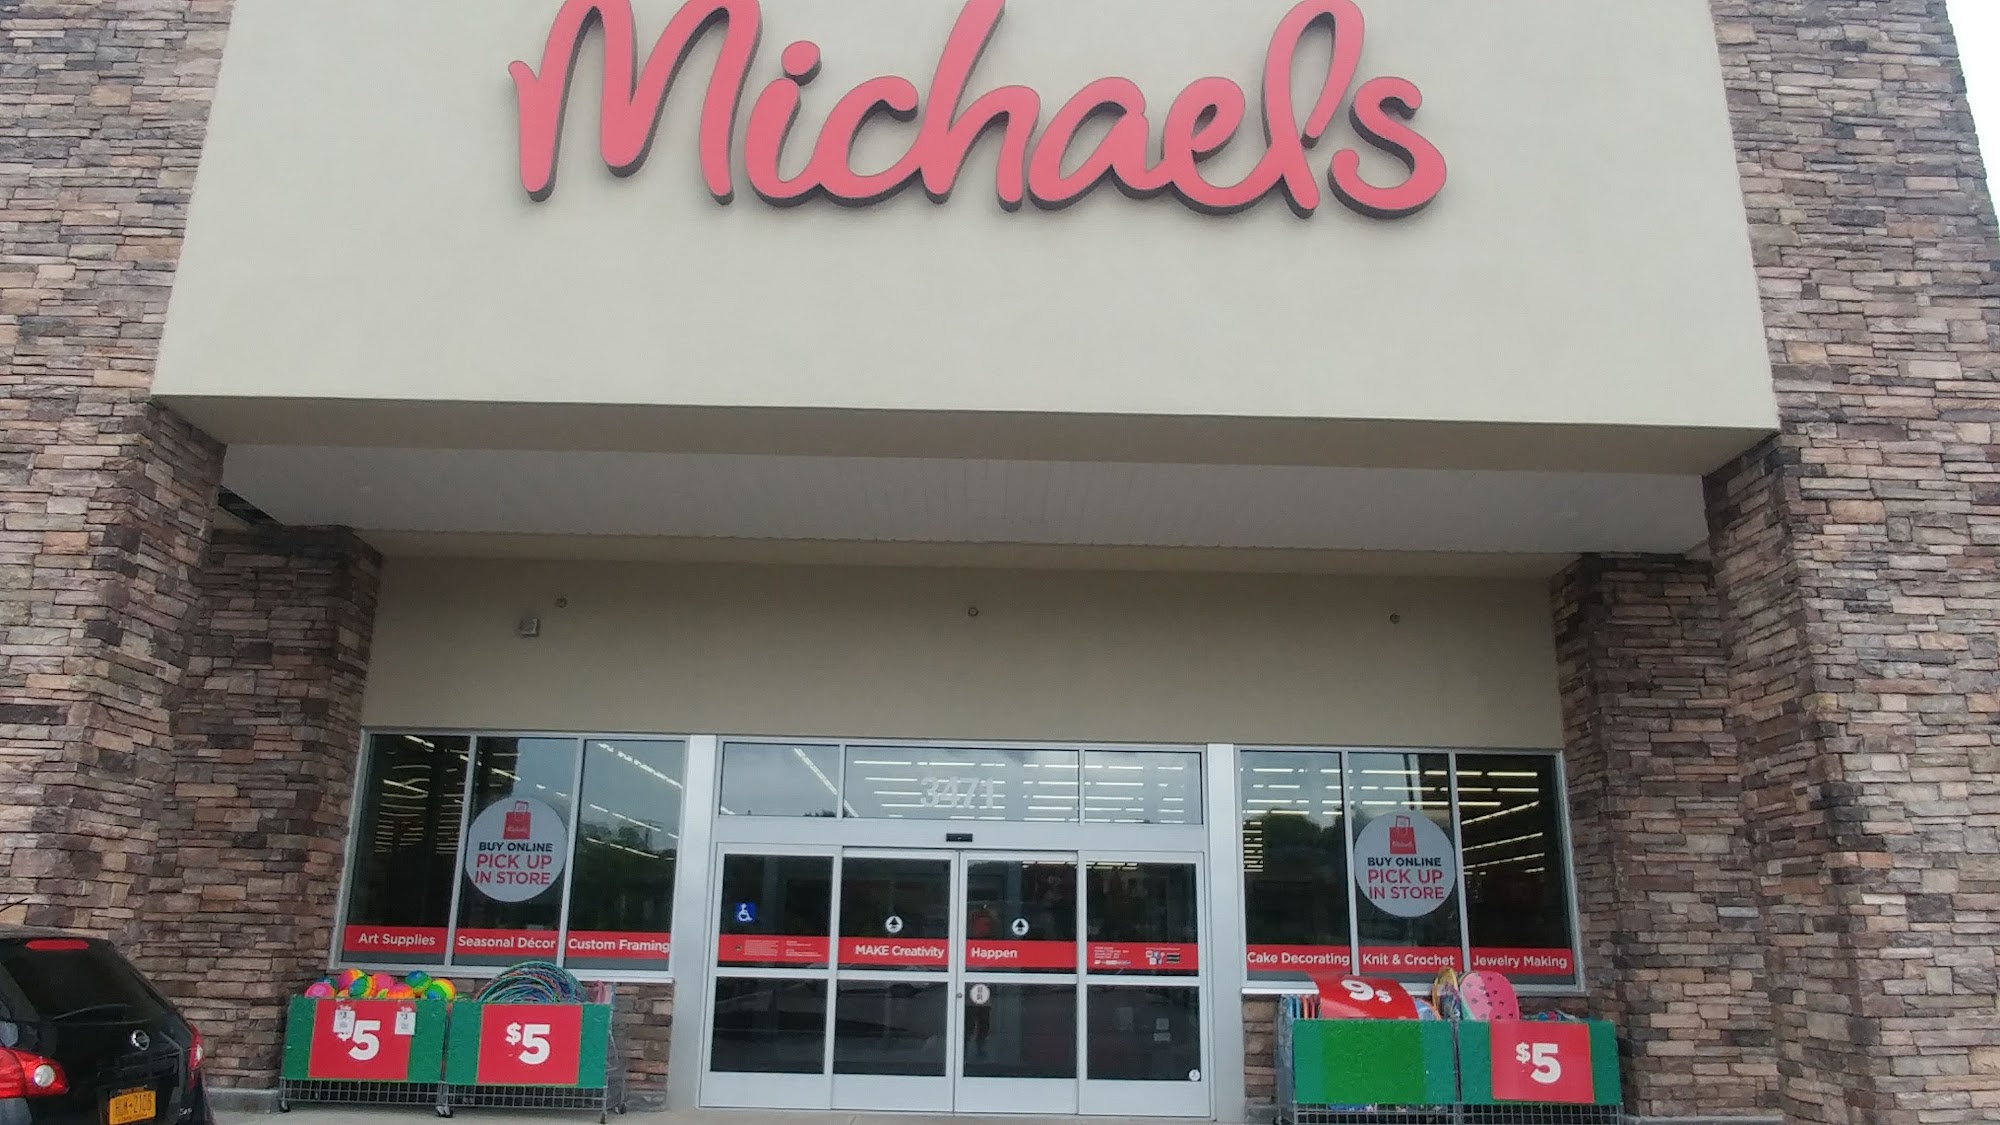 Michaels
3471
BUY ONLINE
PICK UP
IN STORE
BUY ONLINE
PICK UP
IN STORE
Art Supplies
Seasonal Décor
Custom Framing
MAKE Creativity
Happen
Cake Decorating
Knit & Crochet
Jewelry Making
$5
$5
9$
$5